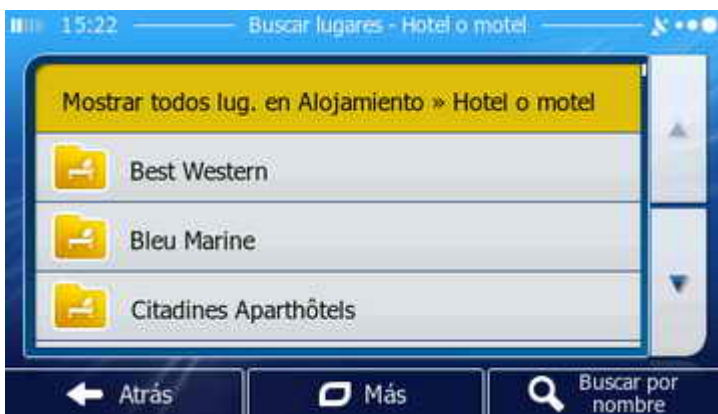 15:22 Buscar lugares - Hotel o motel
Mostrar todos lug. en Alojamiento » Hotel o motel
Best Western
Bleu Marine
Citadines Aparthôtels
Atrás
Más
Buscar por
nombre